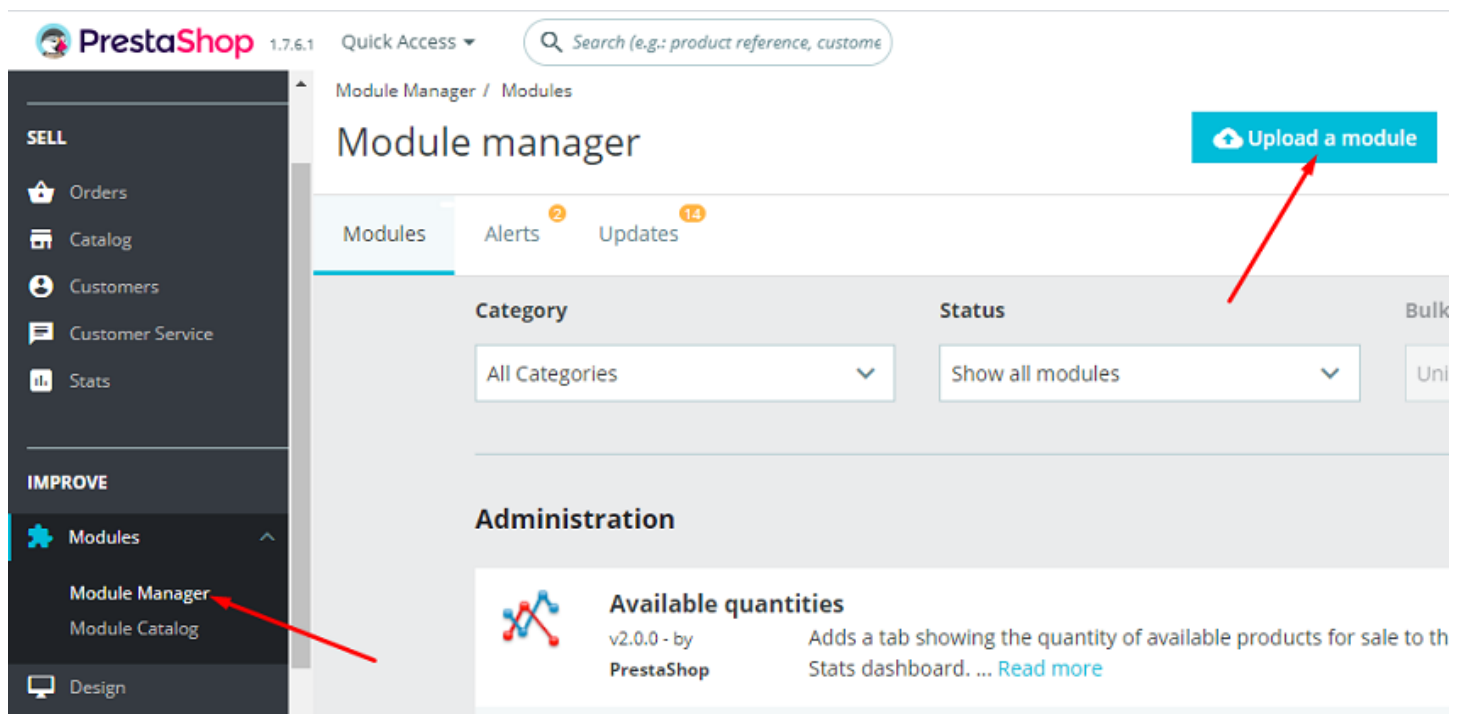 PrestaShop 1.7.6.1 Quick Access Search (e.g.: product reference, custome
Module Manager / Modules
Module manager
Upload a module
SELL
Orders
Catalog
Customers
Customer Service
Stats
IMPROVE
Modules
Module Manager
Module Catalog
Design
Modules Alerts 2 Updates 14
Category Status Bulk
All Categories Show all modules Uni
Administration
Available quantities
v2.0.0 - by Adds a tab showing the quantity of available products for sale to th
PrestaShop Stats dashboard. ... Read more